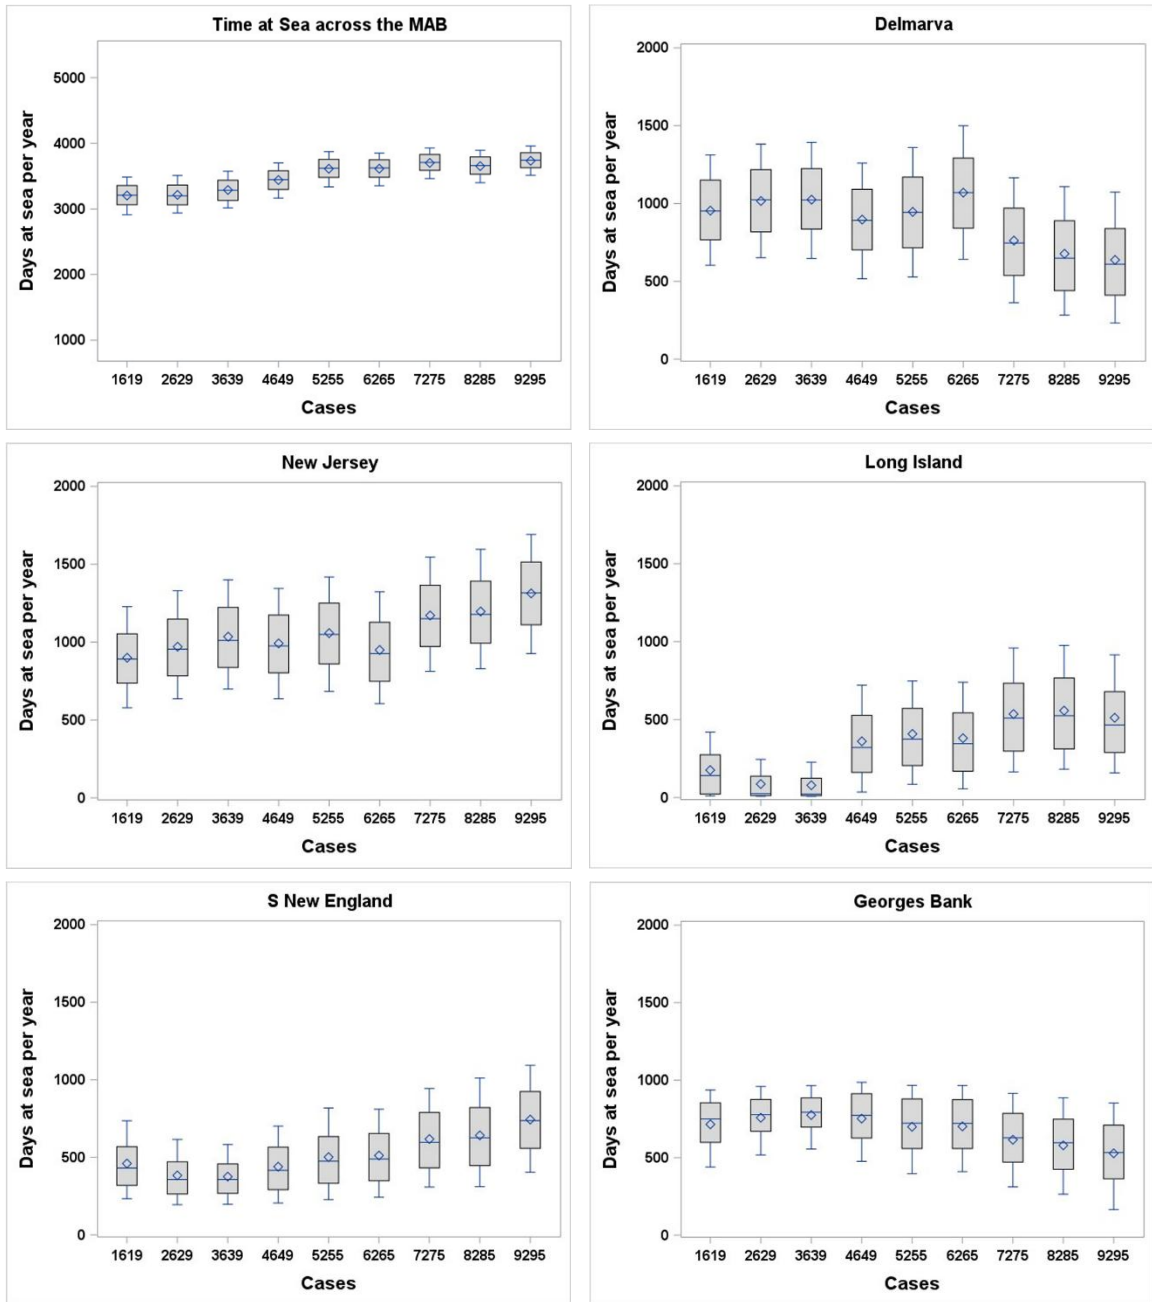 Time at Sea across the MAB
Days at sea per year
5000
4000
3000
2000
1000
1619 2629 3639 4649 5255 6265 7275 8285 9295
Cases
Delmarva
Days at sea per year
2000
1500
1000
500
0
1619 2629 3639 4649 5255 6265 7275 8285 9295
Cases
New Jersey
Days at sea per year
2000
1500
1000
500
0
1619 2629 3639 4649 5255 6265 7275 8285 9295
Cases
Long Island
Days at sea per year
2000
1500
1000
500
0
1619 2629 3639 4649 5255 6265 7275 8285 9295
Cases
S New England
Days at sea per year
2000
1500
1000
500
0
1619 2629 3639 4649 5255 6265 7275 8285 9295
Cases
Georges Bank
Days at sea per year
2000
1500
1000
500
0
1619 2629 3639 4649 5255 6265 7275 8285 9295
Cases